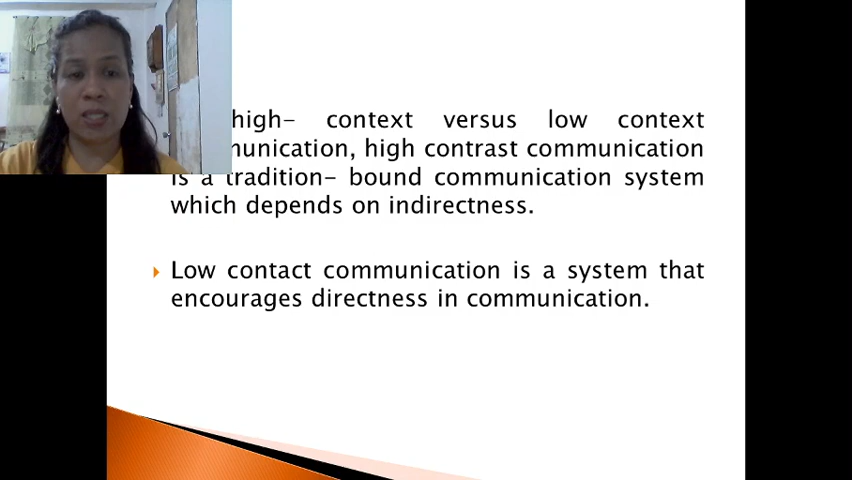 high- context versus low context
munication, high contrast communication
is a tradition- bound communication system
which depends on indirectness.
Low contact communication is a system that
encourages directness in communication.